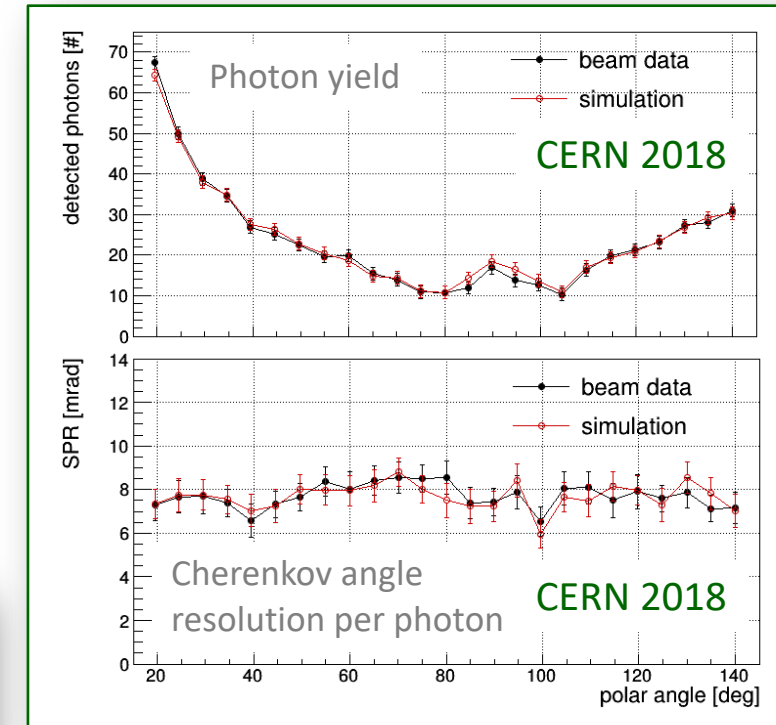 detected photons [#]
70
60
50
40
30
20
10
0
Photon yield
beam data
simulation
CERN 2018
SPR [mrad]
14
12
10
8
6
4
2
0
beam data
simulation
Cherenkov angle
resolution per photon
CERN 2018
20 40 60 80 100 120 140
polar angle [deg]